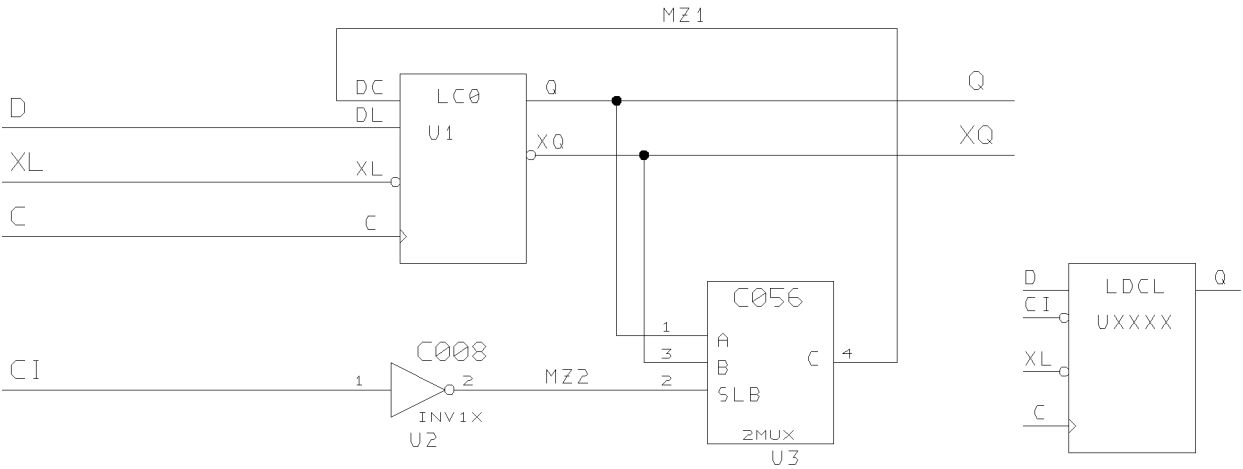 MZ1
DC LC0 Q Q
D DL
U1
XQ XQ
XL XL
C C
D LDCL Q
CI UXXXX
C056
1 A
C008 3 B C 4
XL
CI 1 2 MZ2 2 SLB
INV1X C
U2 2MUX
U3